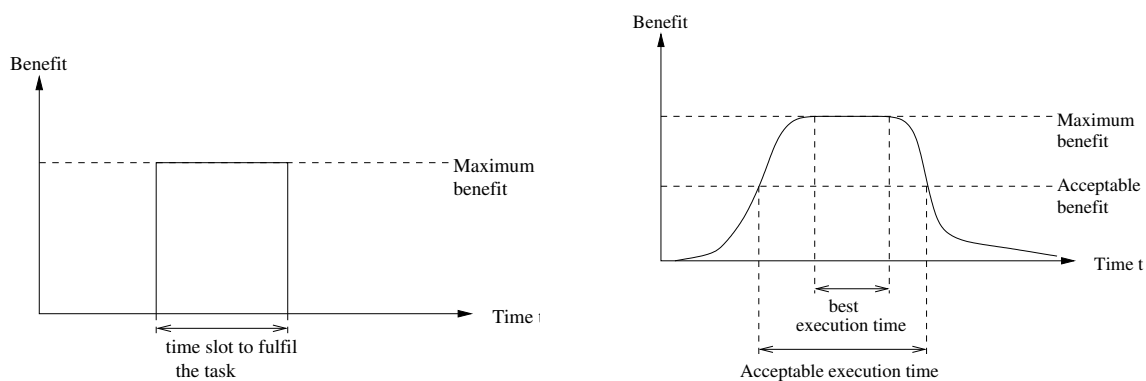 Benefit
Maximum
benefit
Time
time slot to fulfil
the task
Benefit
Maximum
benefit
Acceptable
benefit
Time t
best
execution time
Acceptable execution time